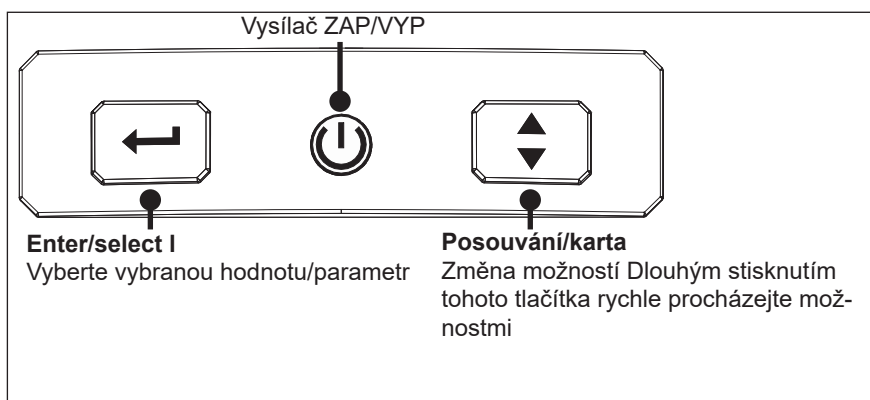 Vysílač ZAP/VYP
Enter/select I
Vyberte vybranou hodnotu/parametr
Posouvání/karta
Změna možností Dlouhým stisknutím
tohoto tlačítka rychle procházejte mož-
nostmi